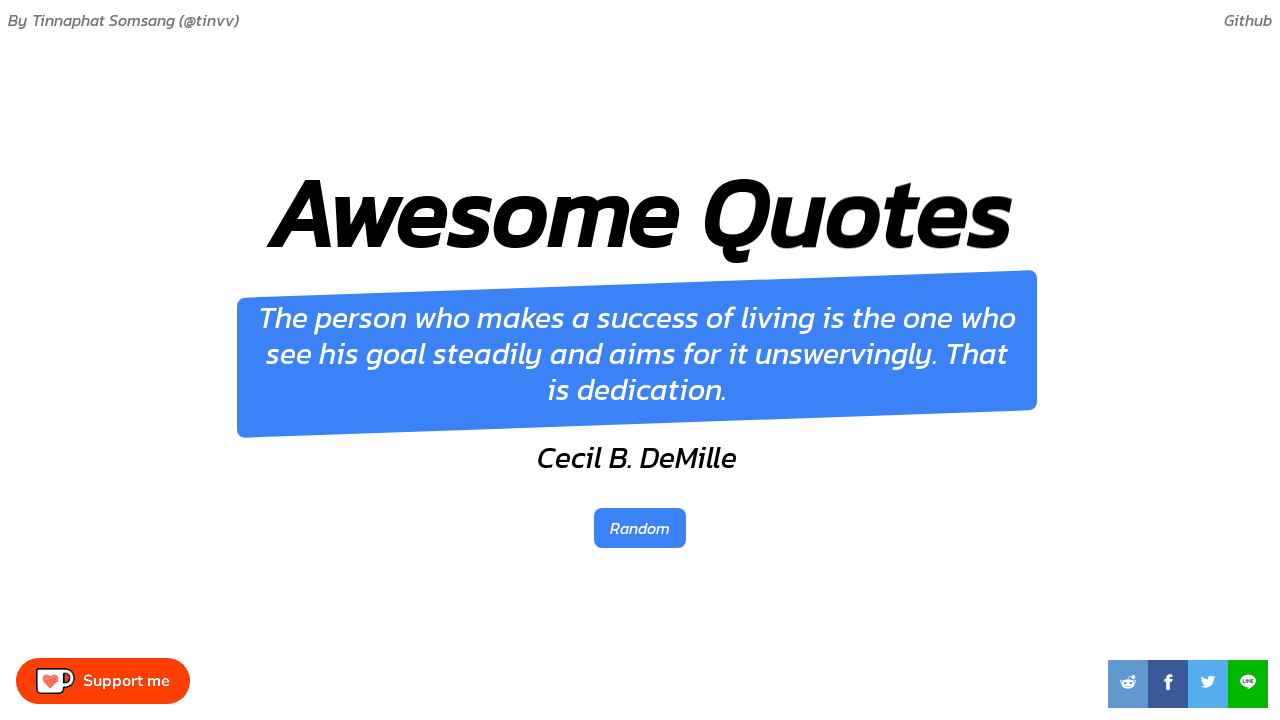 By Tinnaphat Somsang (@tinvv)
Github
Awesome Quotes
The person who makes a success of living is the one who
see his goal steadily and aims for it unswervingly. That
is dedication.
Cecil B. DeMille
Random
Support me
LINE